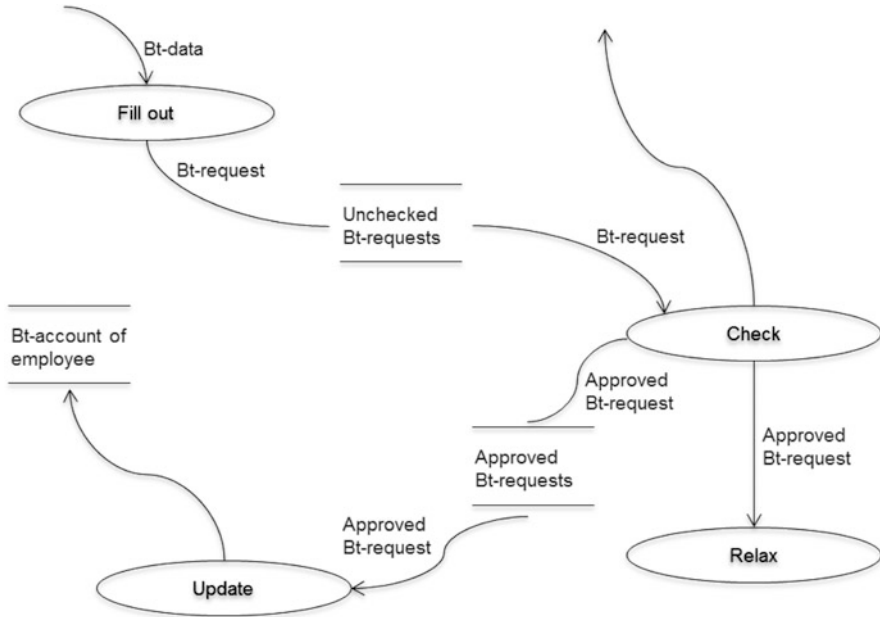 Bt-data
Fill out
Bt-request
Unchecked
Bt-requests
Bt-request
Bt-account of
employee
Check
Approved
Bt-request
Approved
Bt-request
Approved
Bt-requests
Approved
Bt-request
Relax
Update